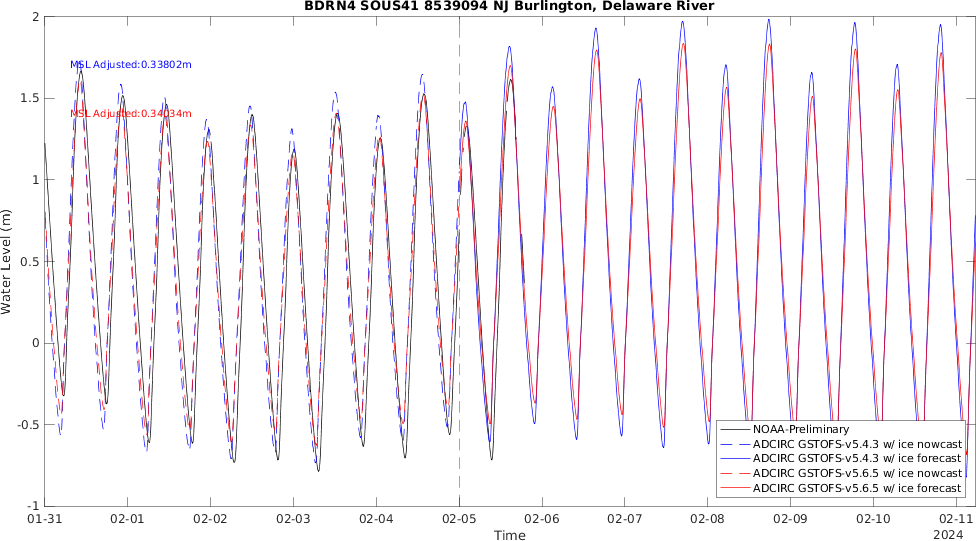 BDRN4 SOUS41 8539094 NJ Burlington, Delaware River
2
1.5
1
0.5
0
-0.5
-1
Water Level (m)
MSL Adjusted:0.33802m
MSL Adjusted:0.34034m
NOAA-Preliminary
ADCIRC GSTOFS-v5.4.3 w/ ice nowcast
ADCIRC GSTOFS-v5.4.3 w/ ice forecast
ADCIRC GSTOFS-v5.6.5 w/ ice nowcast
ADCIRC GSTOFS-v5.6.5 w/ ice forecast
01-31 02-01 02-02 02-03 02-04 02-05 02-06 02-07 02-08 02-09 02-10 02-11
Time
2024